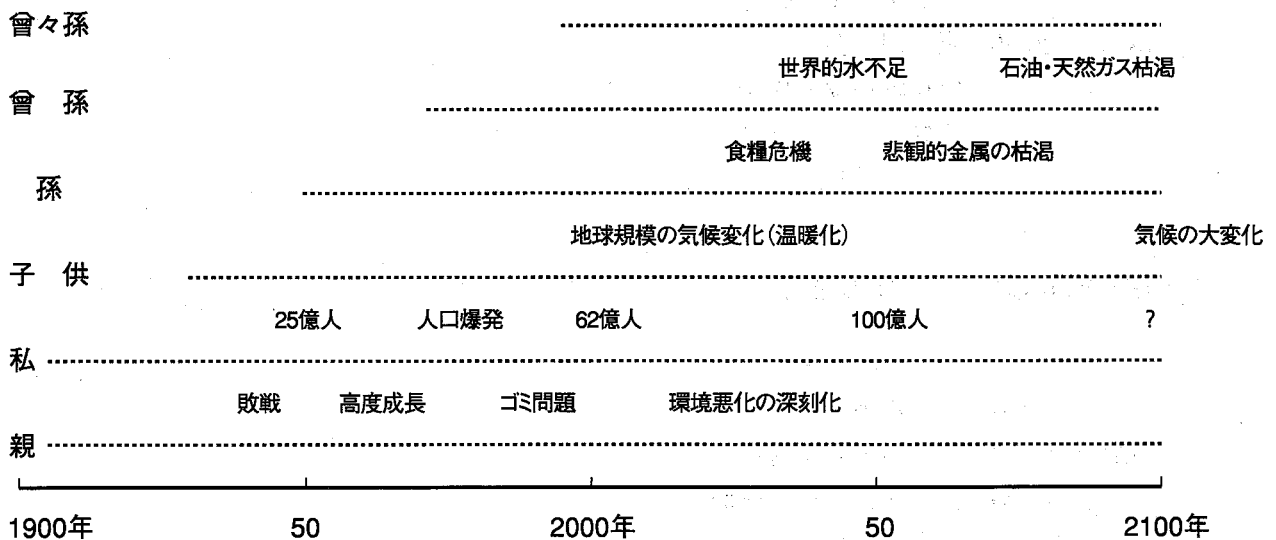 曾々孫
世界的水不足 石油・天然ガス枯渇
曾 孫
食糧危機 悲観的金属の枯渇
孫
地球規模の気候変化(温暖化) 気候の大変化
子 供
25億人 人口爆発 62億人 100億人 ?
私
敗戦 高度成長 ゴミ問題 環境悪化の深刻化
親
1900年 50 2000年 50 2100年